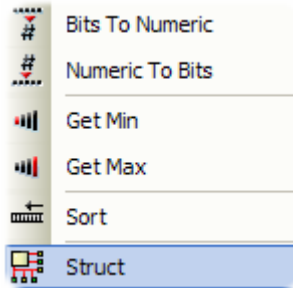 Bits To Numeric
Numeric To Bits
Get Min
Get Max
Sort
Struct